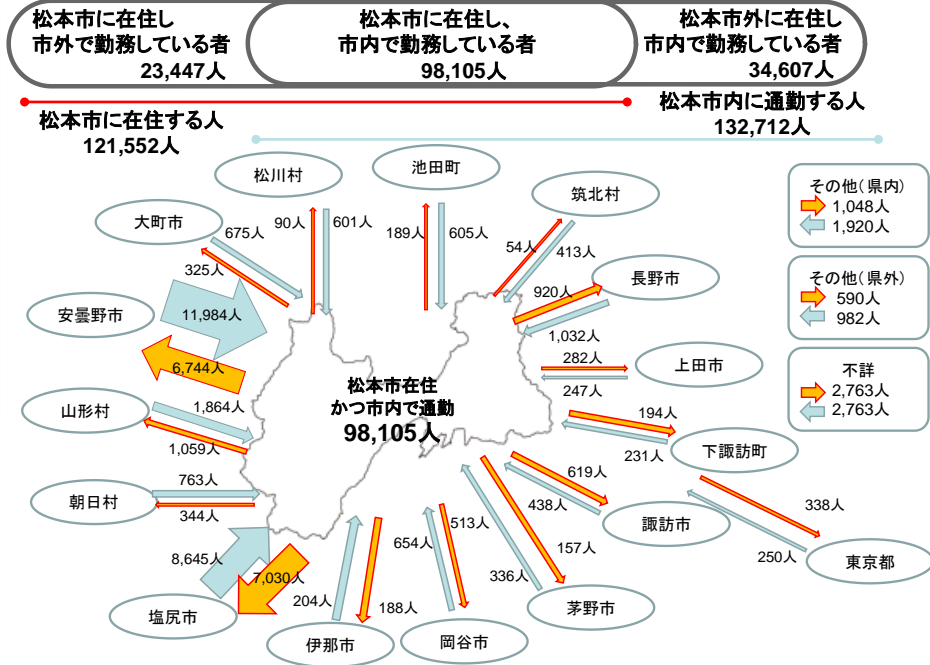 松本市に在住し
市外で勤務している者
23,447人
松本市に在住し、
市内で勤務している者
98,105人
松本市外に在住し
市内で勤務している者
34,607人
松本市に在住する人
121,552人
松本市内に通勤する人
132,712人
松川村
90人
601人
池田町
189人
605人
筑北村
54人
413人
大町市
675人
325人
長野市
920人
1,032人
安曇野市
11,984人
6,744人
上田市
282人
247人
松本市在住
かつ市内で通勤
98,105人
山形村
1,864人
1,059人
下諏訪町
194人
231人
朝日村
763人
344人
諏訪市
619人
438人
東京都
338人
250人
塩尻市
8,645人
7,030人
伊那市
204人
188人
岡谷市
654人
513人
茅野市
157人
336人
その他(県内)
1,048人
1,920人
その他(県外)
590人
982人
不詳
2,763人
2,763人